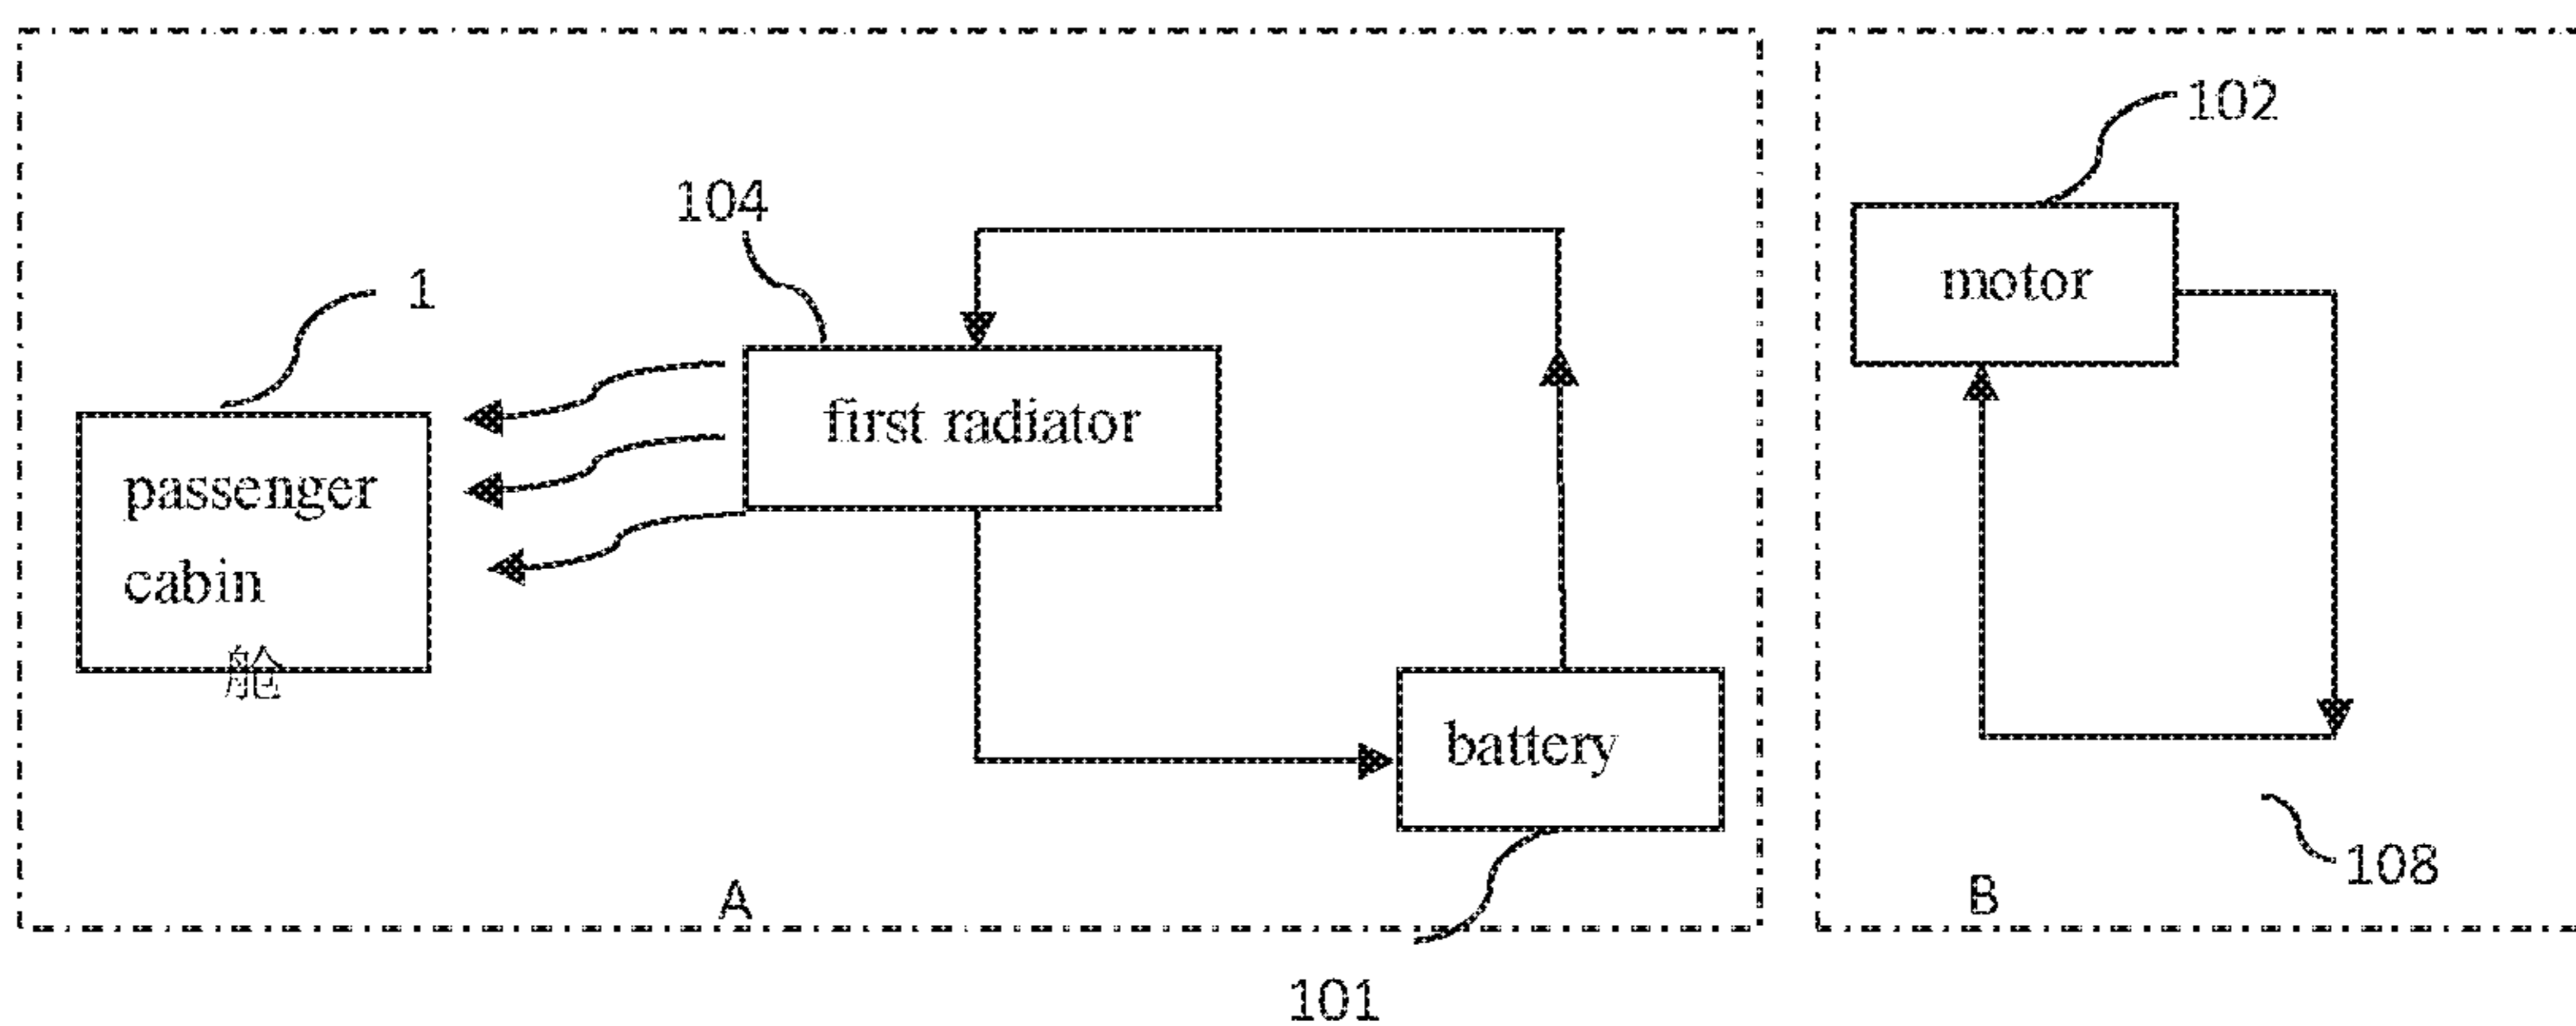 102
104
1
motor
first radiator
passenger
cabin
舱
battery
108
A
B
101